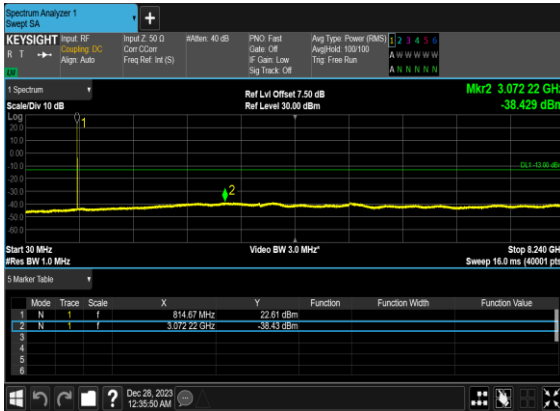 Spectrum Analyzer 1
Swept SA
KEYSIGHT
R T
Input: RF
Coupling: DC
Align: Auto
Input Z: 50 Ω
Corr CCorr
Freq Ref: Int (S)
#Atten: 40 dB
PNO: Fast
Gate: Off
IF Gain: Low
Sig Track: Off
Avg Type: Power (RMS)
Avg|Hold: 100/100
Trig: Free Run
1 2 3 4 5 6
A W W W W W
A N N N N N
1 Spectrum
Scale/Div 10 dB
Ref Lvl Offset 7.50 dB
Ref Level 30.00 dBm
Mkr2 3.072 22 GHz
-38.429 dBm
Log
20.0
10.0
0.00
-10.0
-20.0
-30.0
-40.0
-50.0
-60.0
1
2
DL1 -13.00 dBm
Start 30 MHz
#Res BW 1.0 MHz
Video BW 3.0 MHz*
Stop 8.240 GH
Sweep 16.0 ms (40001 pts
5 Marker Table
Mode Trace Scale X Y Function Function Width Function Value
1 N 1 f 814.67 MHz 22.61 dBm
2 N 1 f 3.072 22 GHz -38.43 dBm
3
4
5
6
Dec 28, 2023
12:35:50 AM